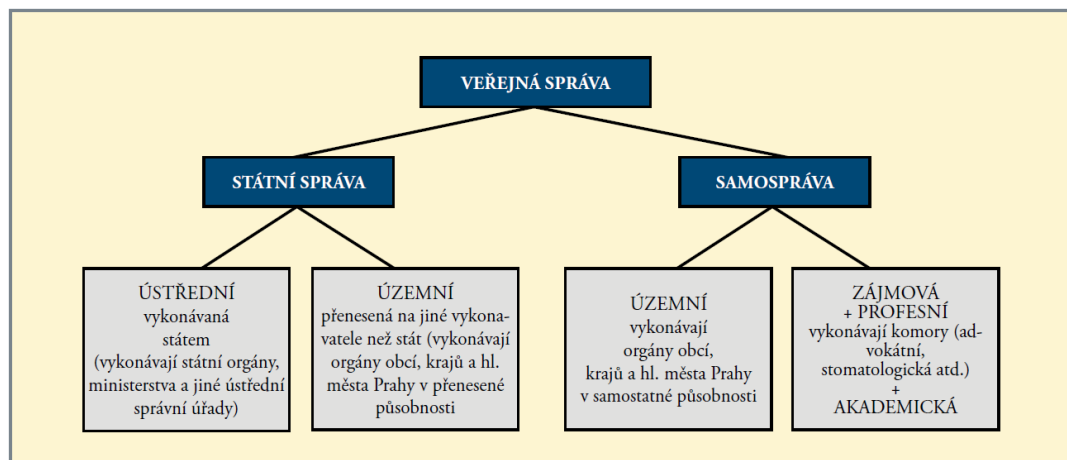 VEŘEJNÁ SPRÁVA
STÁTNÍ SPRÁVA
SAMOSPRÁVA
ÚSTŘEDNÍ
vykonávaná
státem
(vykonávají státní orgány,
ministerstva a jiné ústřední
správní úřady)
ÚZEMNÍ
přenesená na jiné vykona-
vatele než stát (vykonávají
orgány obcí, krajů a hl.
města Prahy v přenesené
působnosti
ÚZEMNÍ
vykonávají
orgány obcí,
krajů a hl. města Prahy
v samostatné působnosti
ZÁJMOVÁ
+ PROFESNÍ
vykonávají komory (ad-
vokátní,
stomatologická atd.)
+
AKADEMICKÁ